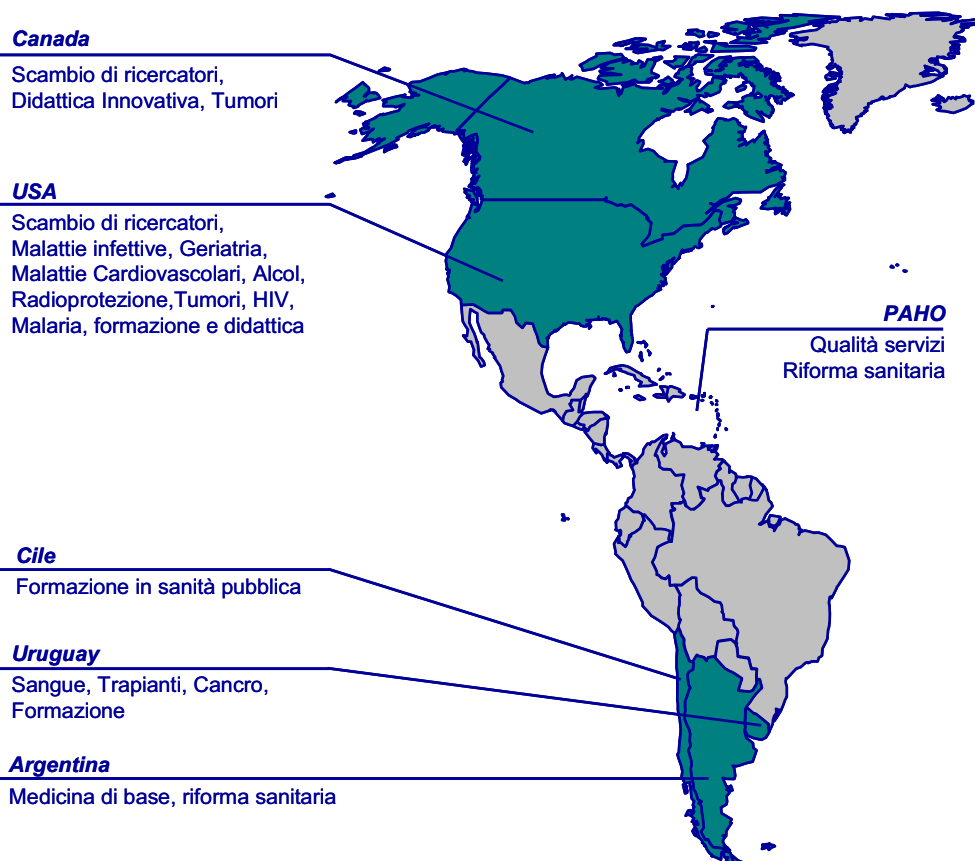 Canada
Scambio di ricercatori,
Didattica Innovativa, Tumori
USA
Scambio di ricercatori,
Malattie infettive, Geriatria,
Malattie Cardiovascolari, Alcol,
Radioprotezione,Tumori, HIV,
Malaria, formazione e didattica
PAHO
Qualità servizi
Riforma sanitaria
Cile
Formazione in sanità pubblica
Uruguay
Sangue, Trapianti, Cancro,
Formazione
Argentina
Medicina di base, riforma sanitaria